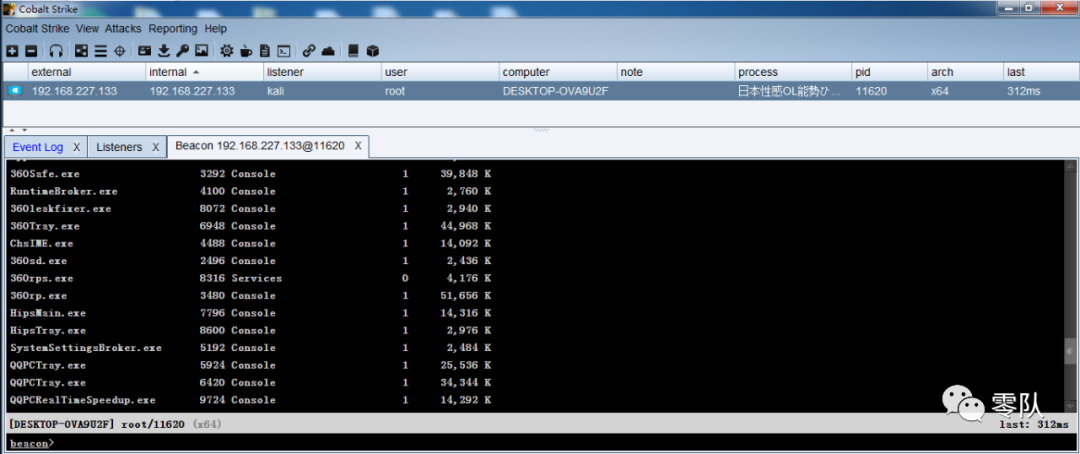 Cobalt Strike
Cobalt Strike View Attacks Reporting Help
external internal listener user computer note process pid arch last
192.168.227.133 192.168.227.133 kali root DESKTOP-OVA9U2F 日本性感OL能勢ひ... 11620 x64 312ms
Event Log X Listeners X Beacon 192.168.227.133@11620 X
360Safe.exe 3292 Console 1 39,848 K
RuntimeBroker.exe 4100 Console 1 2,760 K
360leakfixer.exe 8072 Console 1 2,940 K
360Tray.exe 6948 Console 1 44,968 K
ChsIME.exe 4488 Console 1 14,092 K
360sd.exe 2496 Console 1 2,436 K
360rps.exe 8316 Services 0 4,176 K
360rp.exe 3480 Console 1 51,656 K
HipsMain.exe 7796 Console 1 14,316 K
HipsTray.exe 8600 Console 1 2,976 K
SystemSettingsBroker.exe 5192 Console 1 2,484 K
QQPCTray.exe 5924 Console 1 25,536 K
QQPCTray.exe 6420 Console 1 34,344 K
QQPCRealTimeSpeedup.exe 9724 Console 1 14,292 K
零队
[DESKTOP-OVA9U2F] root/11620 (x64) last: 312ms
beacon>